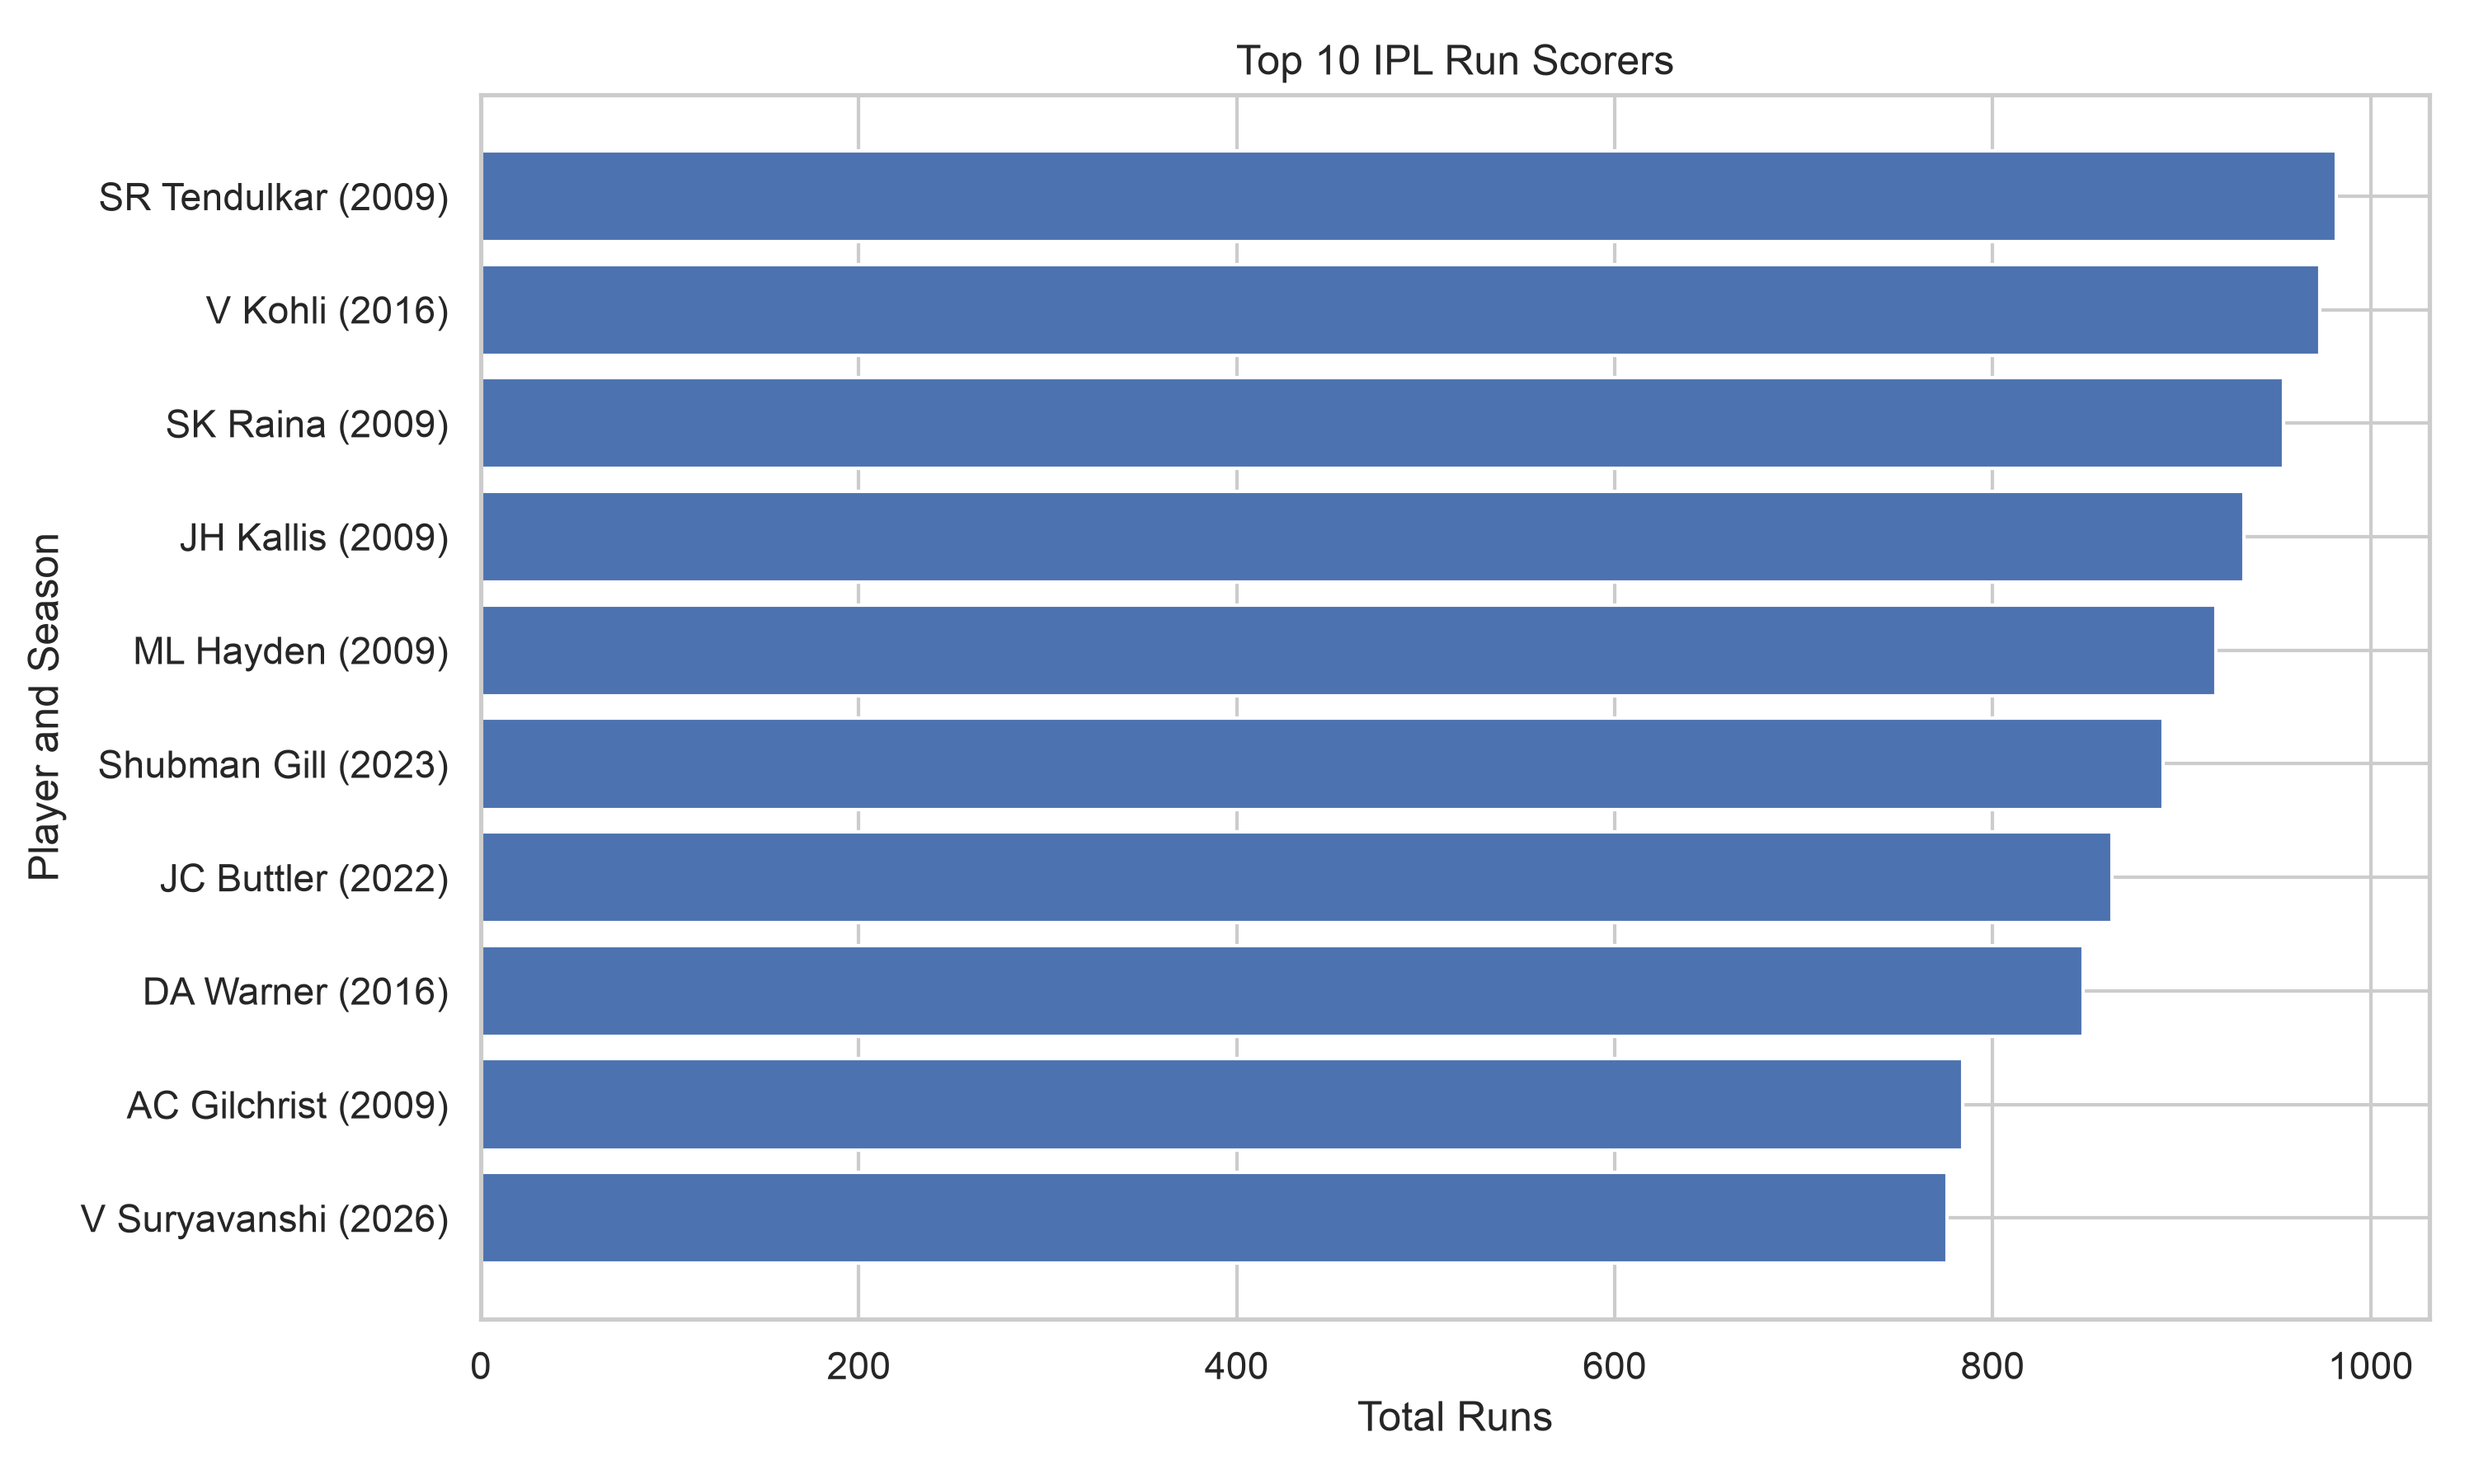 Top 10 IPL Run Scorers
Player and Season
SR Tendulkar (2009)
V Kohli (2016)
SK Raina (2009)
JH Kallis (2009)
ML Hayden (2009)
Shubman Gill (2023)
JC Buttler (2022)
DA Warner (2016)
AC Gilchrist (2009)
V Suryavanshi (2026)
0 200 400 600 800 1000
Total Runs